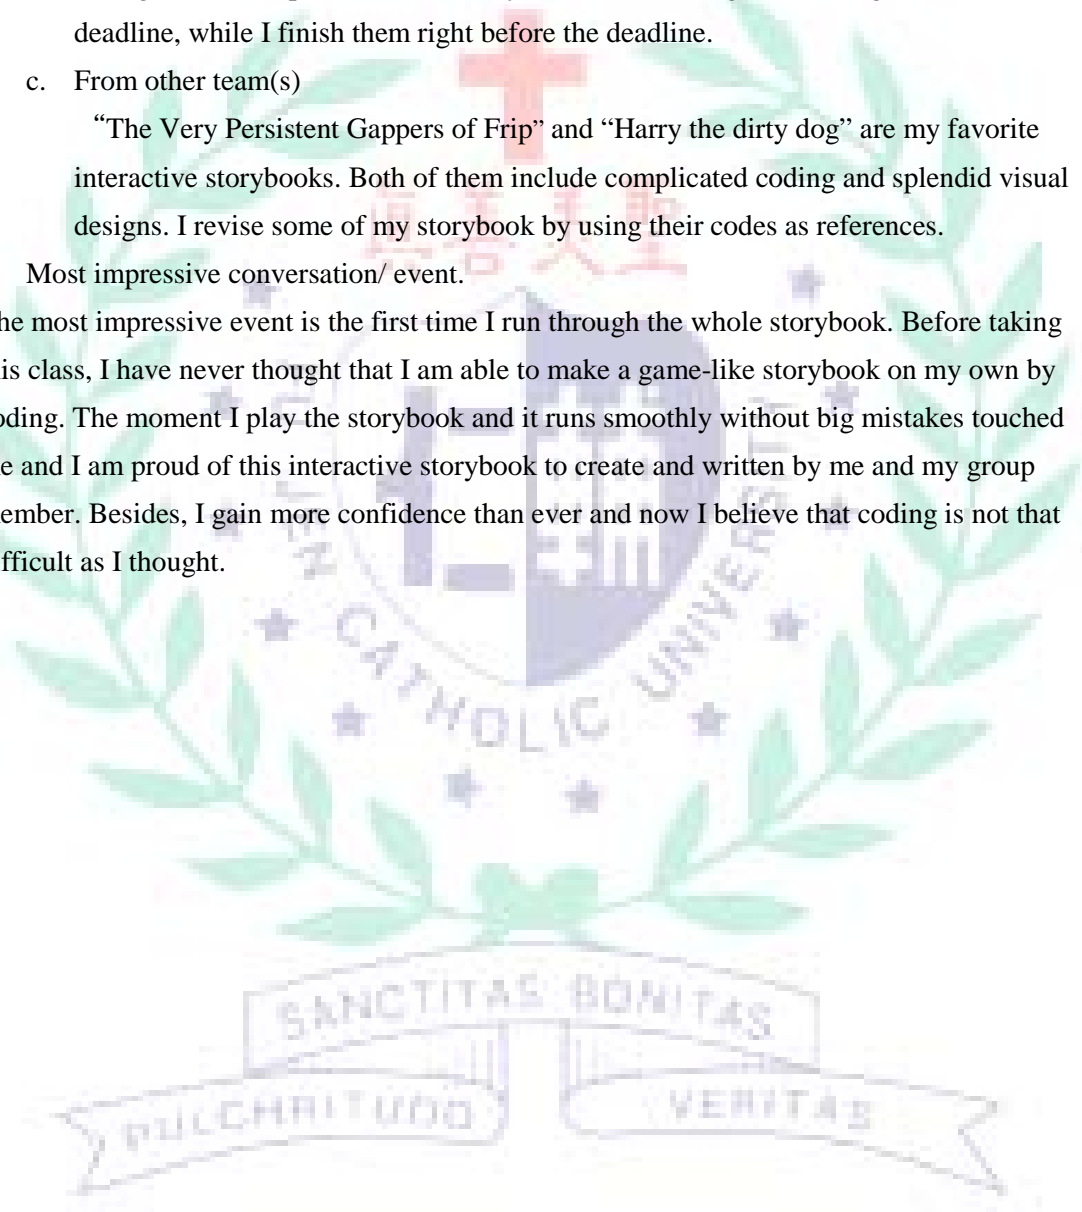 deadline, while I finish them right before the deadline.
c. From other team(s)
“The Very Persistent Gappers of Frip” and “Harry the dirty dog” are my favorite
interactive storybooks. Both of them include complicated coding and splendid visual
designs. I revise some of my storybook by using their codes as references.
Most impressive conversation/ event.
he most impressive event is the first time I run through the whole storybook. Before taking
is class, I have never thought that I am able to make a game-like storybook on my own by
oding. The moment I play the storybook and it runs smoothly without big mistakes touched
e and I am proud of this interactive storybook to create and written by me and my group
ember. Besides, I gain more confidence than ever and now I believe that coding is not that
fficult as I thought.
善美聖
EN CATHOLIC UNIVERSITY
SANCTITAS BONITAS
PULCHRITUDO VERITAS